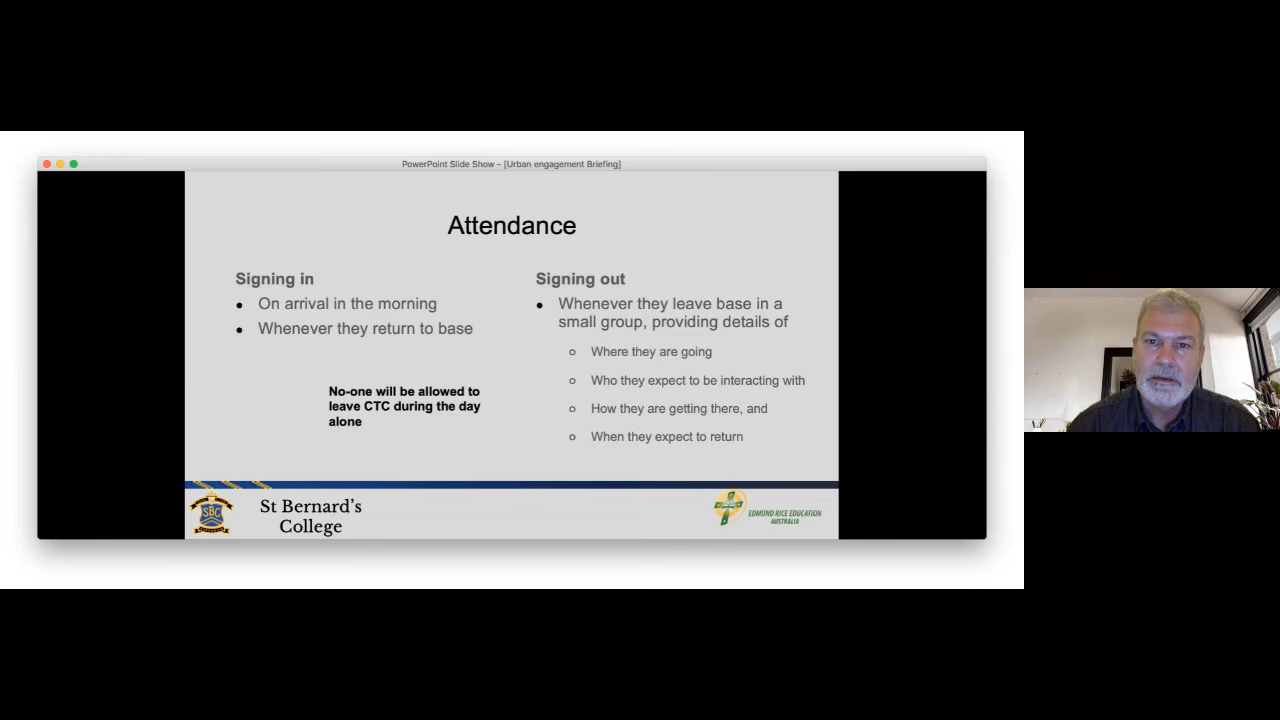 PowerPoint Slide Show – [Urban engagement Briefing]
Attendance
Signing in
• On arrival in the morning
• Whenever they return to base
No-one will be allowed to
leave CTC during the day
alone
Signing out
• Whenever they leave base in a
small group, providing details of
○ Where they are going
○ Who they expect to be interacting with
○ How they are getting there, and
○ When they expect to return
SBC
St Bernard's
College
EDMUND RICE EDUCATION
AUSTRALIA